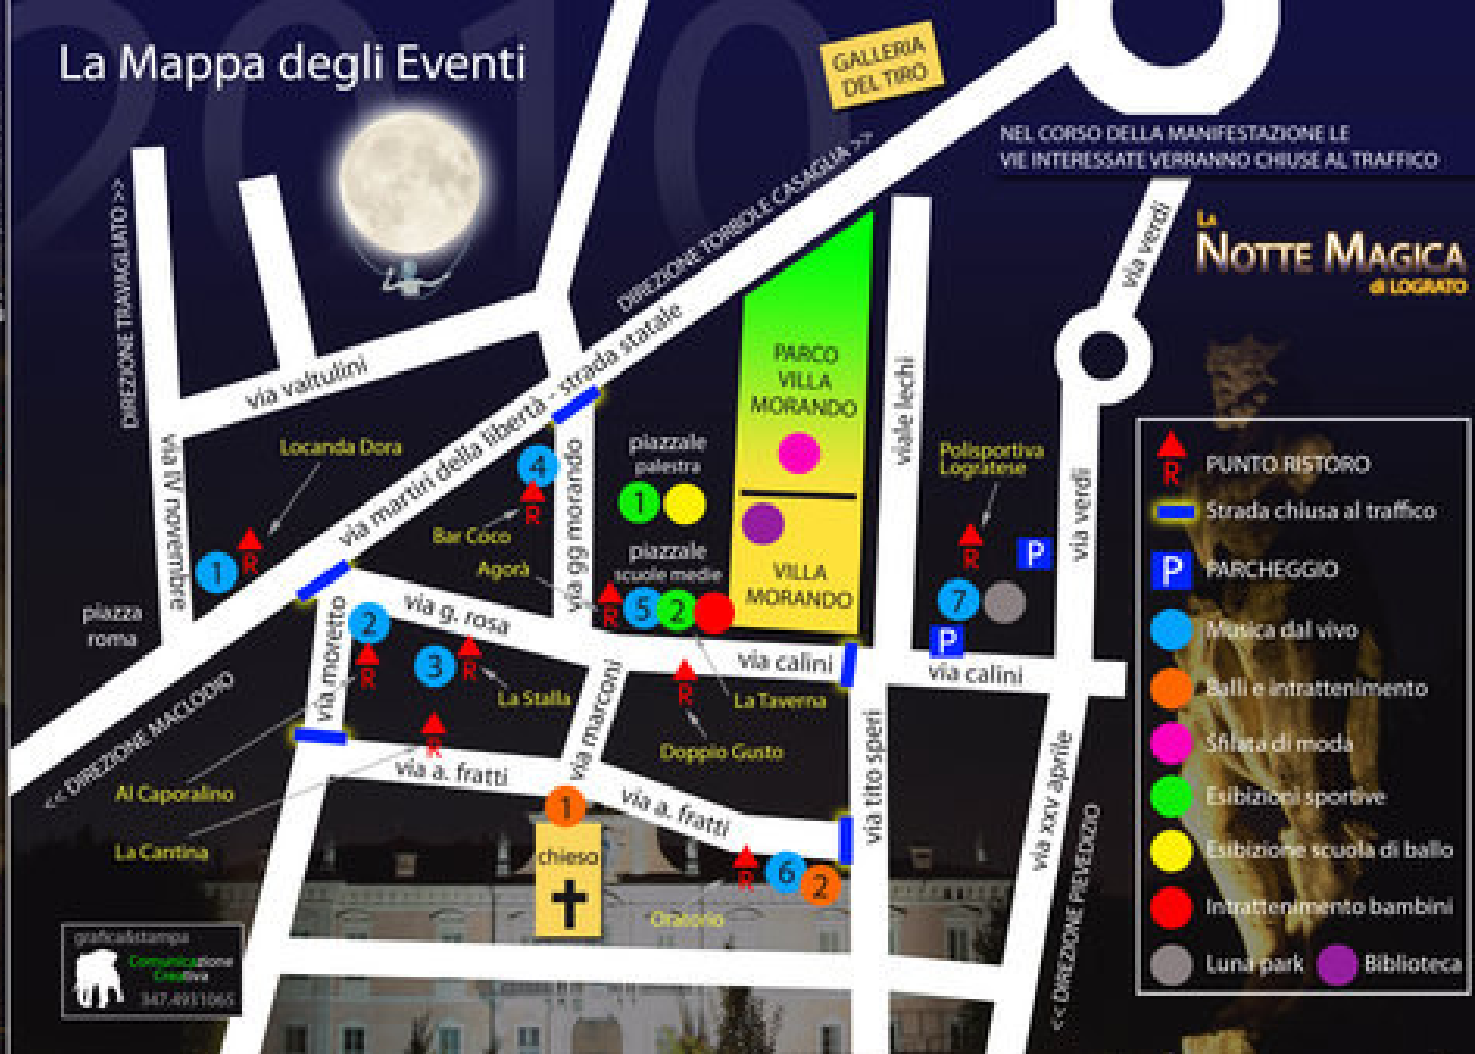 2010
La Mappa degli Eventi
GALLERIA
DEL TIRO
NEL CORSO DELLA MANIFESTAZIONE LE
VIE INTERESSATE VERRANNO CHIUSE AL TRAFFICO
DIREZIONE TRAVAGLIATO >>
DIREZIONE TORBOLE CASAGLIA >>
via verdi
LA
NOTTE MAGICA
di LOGRATO
via valtulini
via martiri della libertà - strada statale
PARCO
VILLA
MORANDO
viale lechi
via IV novembre
Locanda Dora
4
R
Bar Coco
via gg morando
piazzale
palestra
1
Polisportiva
Logratese
R
P
via verdi
1
R
Agorà
piazzale
scuole medie
R
5
2
VILLA
MORANDO
7
P
piazza
roma
via g. rosa
2
R
3
R
via moretto
La Stalla
via marconi
via calini
via calini
R
La Taverna
Doppio Gusto
<< DIREZIONE MACLODIO
R
Al Caporalino
La Cantina
via a. fratti
via a. fratti
via tito speri
via xxv aprile
1
chieso
R
6
2
Oratorio
<< DIREZIONE PIEVEDIZIO
R
PUNTO RISTORO
Strada chiusa al traffico
P
PARCHEGGIO
Musica dal vivo
Balli e intrattenimento
Sfilata di moda
Esibizioni sportive
Esibizione scuola di ballo
Intrattenimento bambini
Luna park
Biblioteca
grafica&stampa
Comunicazione
Creativa
347.4911065